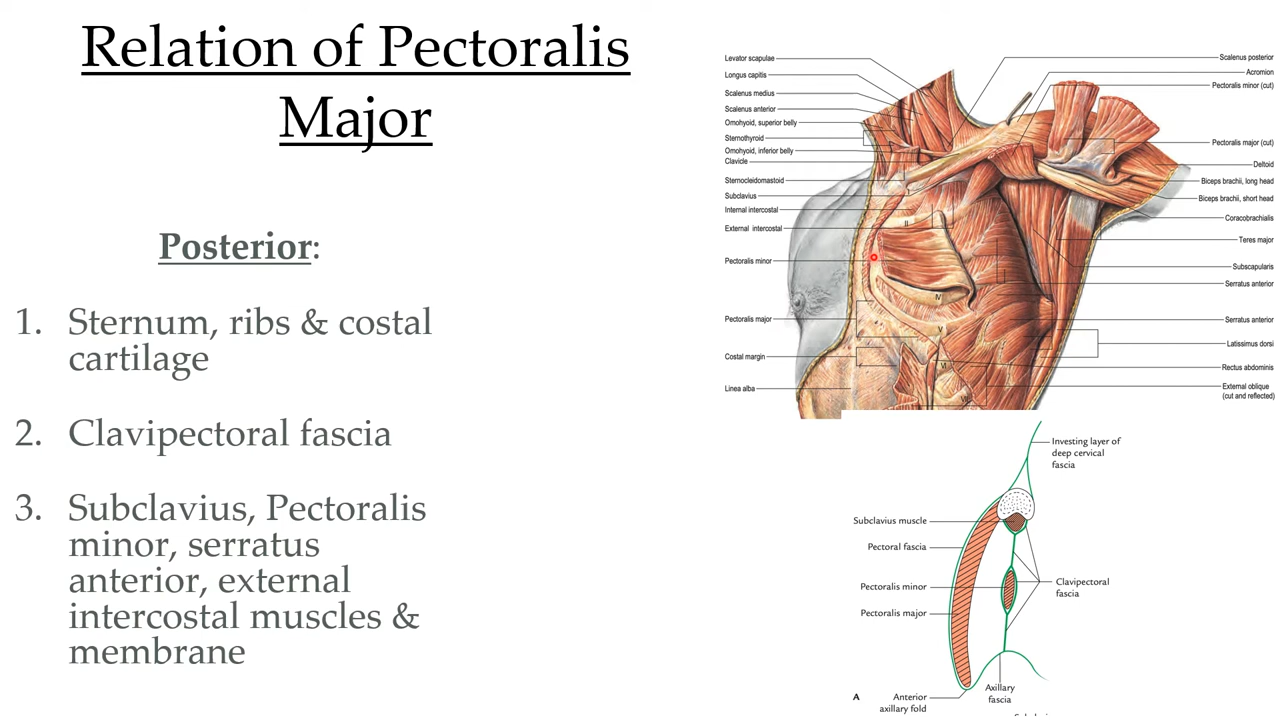 Relation of Pectoralis
Major
Posterior:
1. Sternum, ribs & costal
cartilage
2. Clavipectoral fascia
3. Subclavius, Pectoralis
minor, serratus
anterior, external
intercostal muscles &
membrane
Levator scapulae
Longus capitis
Scalenus medius
Scalenus anterior
Omohyoid, superior belly
Sternothyroid
Omohyoid, inferior belly
Clavicle
Sternocleidomastoid
Subclavius
Internal intercostal
External intercostal
Pectoralis minor
Pectoralis major
Costal margin
Linea alba
II
IV
V
VI
Scalenus posterior
Acromion
Pectoralis minor (cut)
Pectoralis major (cut)
Deltoid
Biceps brachii, long head
Biceps brachii, short head
Coracobrachialis
Teres major
Subscapularis
Serratus anterior
Serratus anterior
Latissimus dorsi
Rectus abdominis
External oblique
(cut and reflected)
Investing layer of
deep cervical
fascia
Subclavius muscle
Pectoral fascia
Pectoralis minor
Pectoralis major
Clavipectoral
fascia
A
Anterior
axillary fold
Axillary
fascia